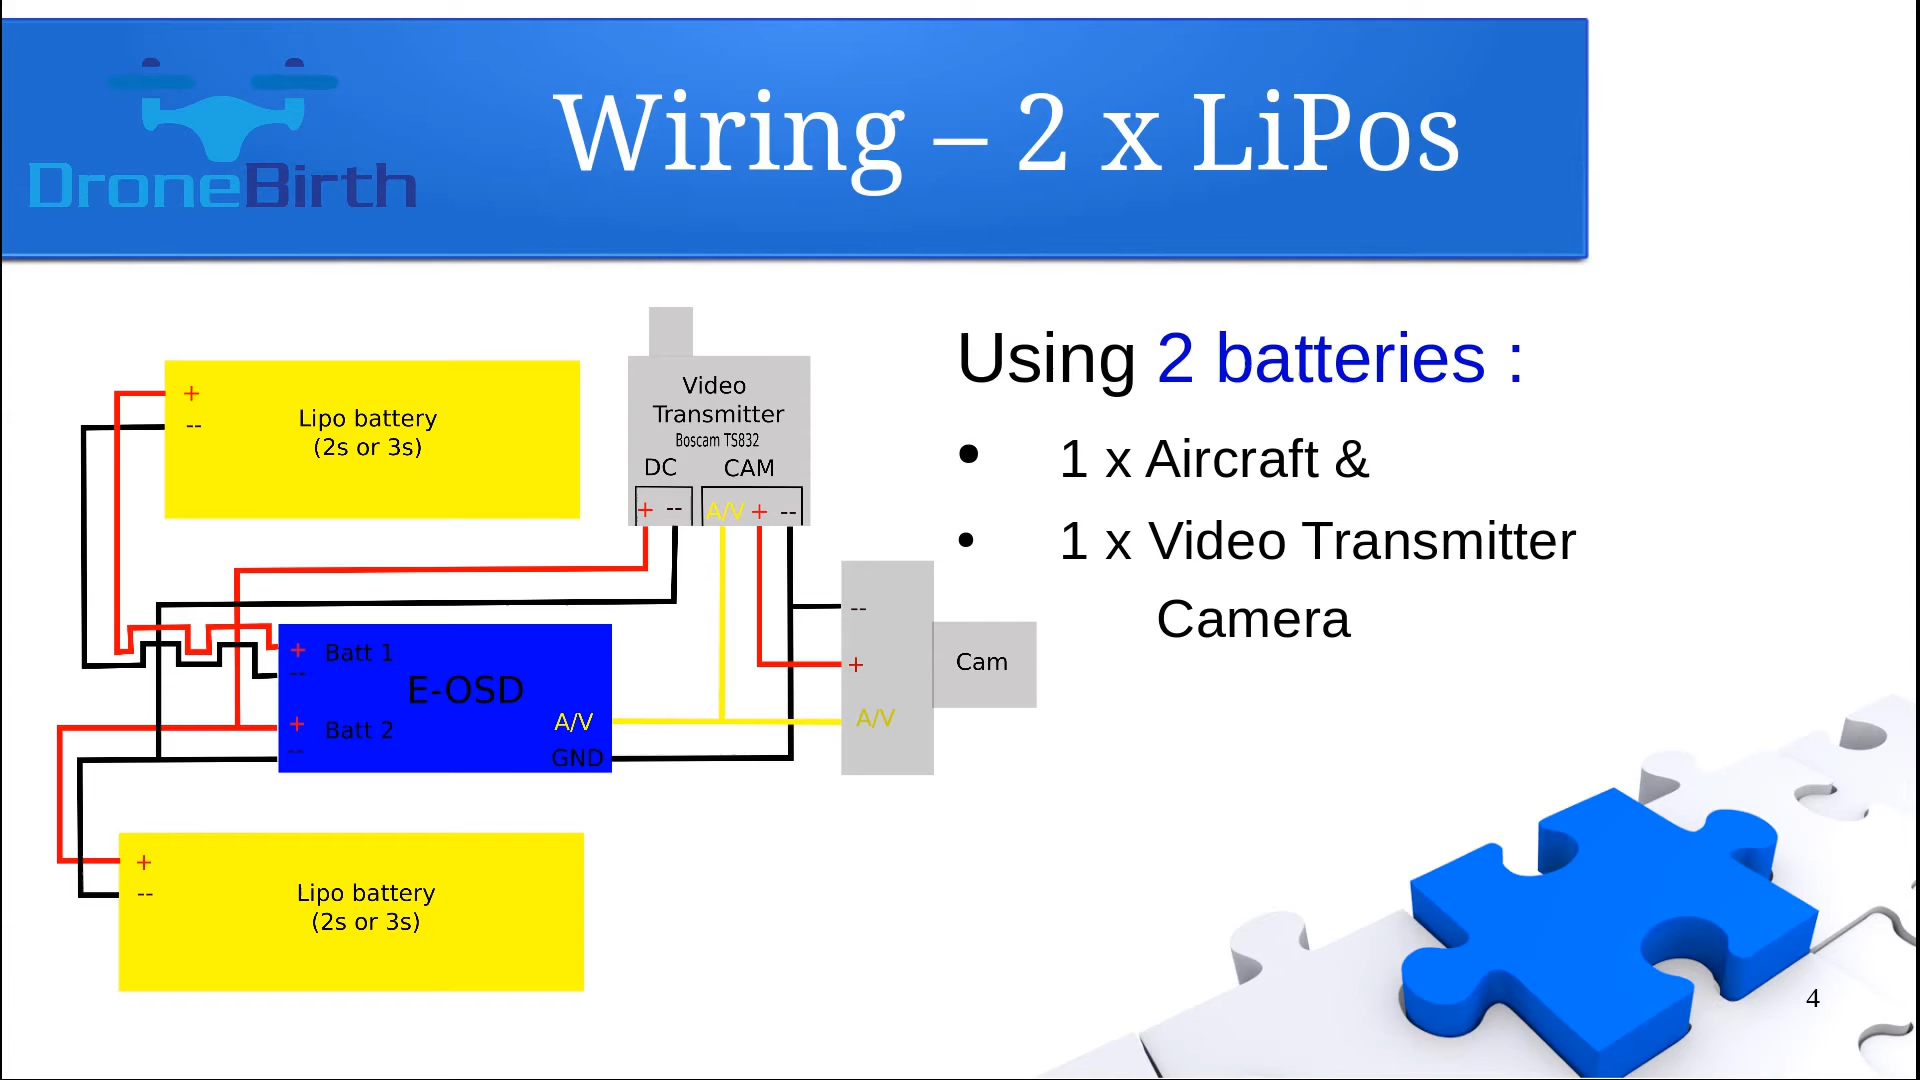 DroneBirth
Wiring – 2 x LiPos
Using 2 batteries :
• 1 x Aircraft &
• 1 x Video Transmitter
Camera
+
--
Lipo battery
(2s or 3s)
Video
Transmitter
Boscam TS832
DC CAM
+ -- A/V + --
--
+
A/V
Cam
+ Batt 1
--
E-OSD
+ Batt 2
--
A/V
GND
+
--
Lipo battery
(2s or 3s)
4